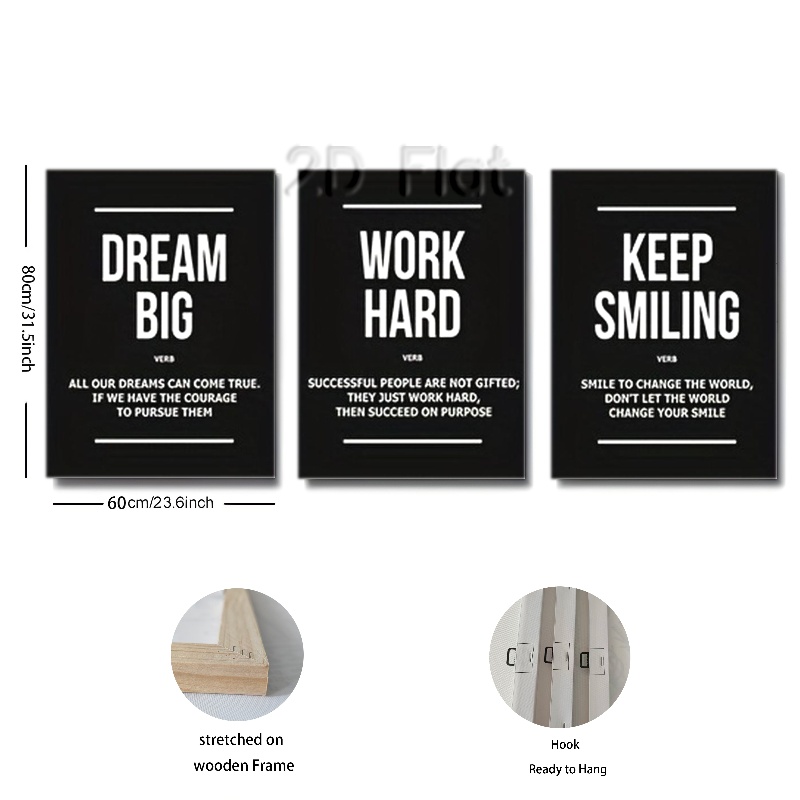 2D Flat
DREAM
BIG
VERB
ALL OUR DREAMS CAN COME TRUE.
IF WE HAVE THE COURAGE
TO PURSUE THEM
WORK
HARD
VERB
SUCCESSFUL PEOPLE ARE NOT GIFTED;
THEY JUST WORK HARD,
THEN SUCCEED ON PURPOSE
KEEP
SMILING
VERB
SMILE TO CHANGE THE WORLD,
DON'T LET THE WORLD
CHANGE YOUR SMILE
80cm/31.5inch
60cm/23.6inch
stretched on
wooden Frame
Hook
Ready to Hang